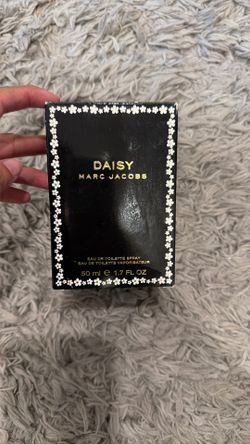 DAISY
MARC JACOBS
EAU DE TOILETTE SPRAY
EAU DE TOILETTE VAPORISATEUR
50 ml ℮ 1.7 FL OZ